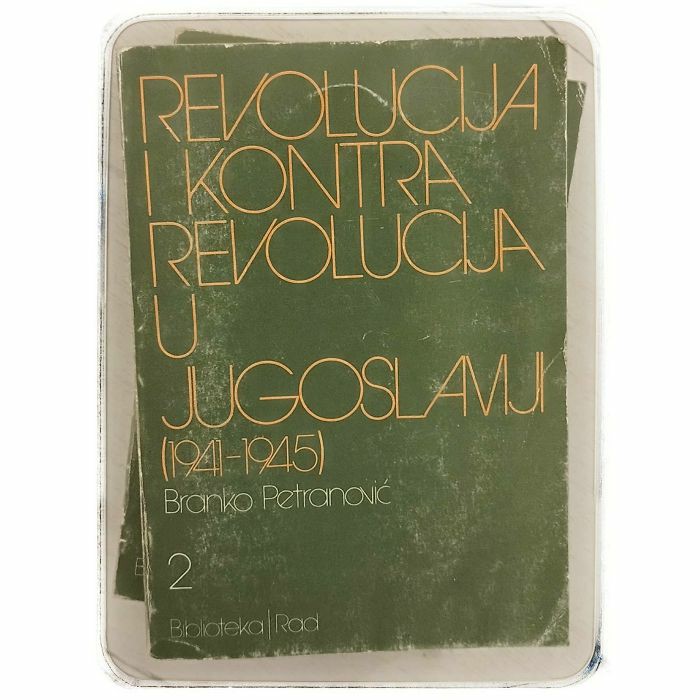 REVOLUCIJA
I KONTRA
REVOLUCIJA
U
JUGOSLAVIJI
(1941-1945)
Branko Petranović
2
Biblioteka|Rad